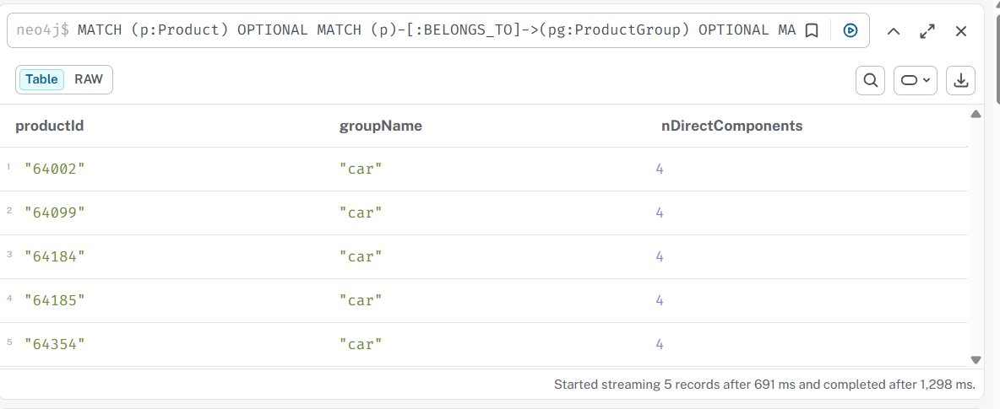 neo4j$ MATCH (p:Product) OPTIONAL MATCH (p)-[:BELONGS_TO]->(pg:ProductGroup) OPTIONAL MA
Table RAW
productId groupName nDirectComponents
1 "64002" "car" 4
2 "64099" "car" 4
3 "64184" "car" 4
4 "64185" "car" 4
5 "64354" "car" 4
Started streaming 5 records after 691 ms and completed after 1,298 ms.